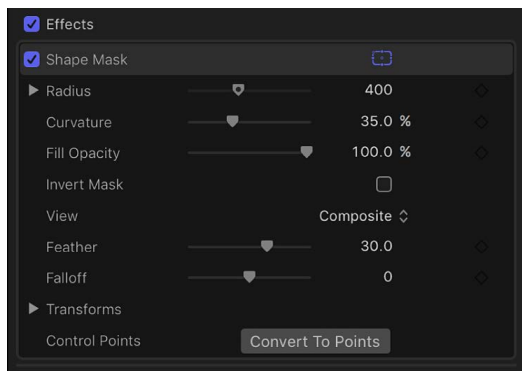 Effects
Shape Mask
Radius 400
Curvature 35.0 %
Fill Opacity 100.0 %
Invert Mask
View Composite
Feather 30.0
Falloff 0
Transforms
Control Points Convert To Points